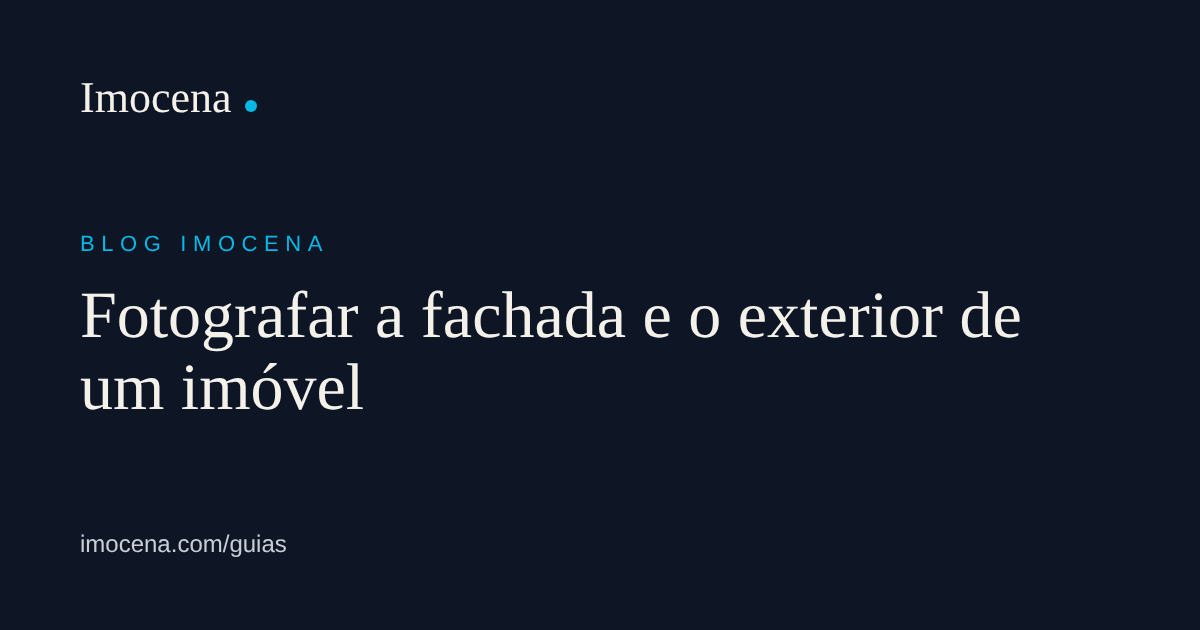 Imocena
BLOG IMOCENA
Fotografar a fachada e o exterior de
um imóvel
imocena.com/guias